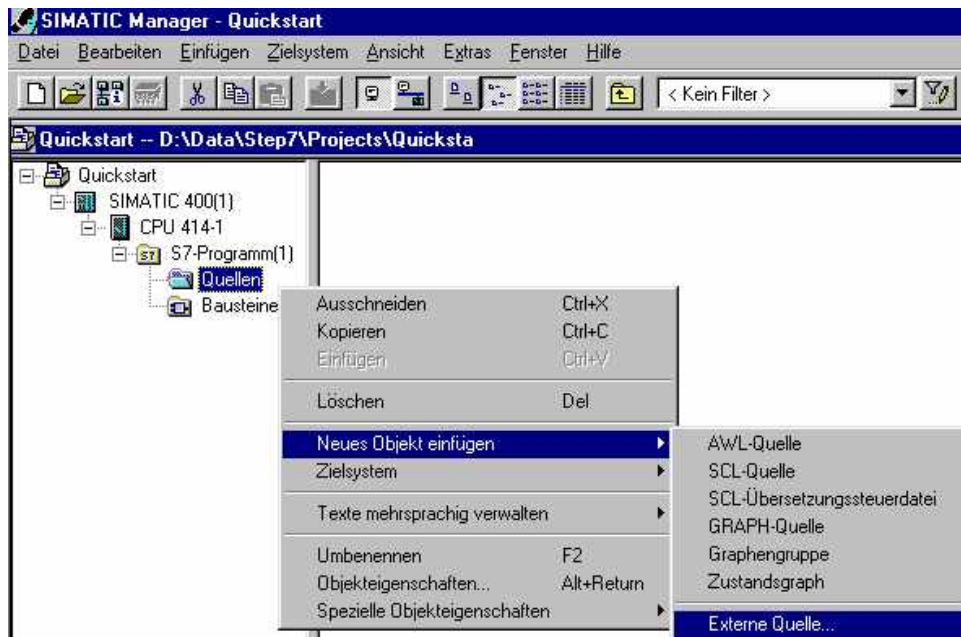 SIMATIC Manager - Quickstart
Datei Bearbeiten Einfügen Zielsystem Ansicht Extras Fenster Hilfe
< Kein Filter >
Quickstart -- D:\Data\Step7\Projects\Quicksta
Quickstart
SIMATIC 400(1)
CPU 414-1
S7-Programm(1)
Quellen
Bausteine
Ausschneiden Ctrl+X
Kopieren Ctrl+C
Einfügen Ctrl+V
Löschen Del
Neues Objekt einfügen
Zielsystem
Texte mehrsprachig verwalten
Umbenennen F2
Objekteigenschaften... Alt+Return
Spezielle Objekteigenschaften
AWL-Quelle
SCL-Quelle
SCL-Übersetzungssteuerdatei
GRAPH-Quelle
Graphengruppe
Zustandsgraph
Externe Quelle...